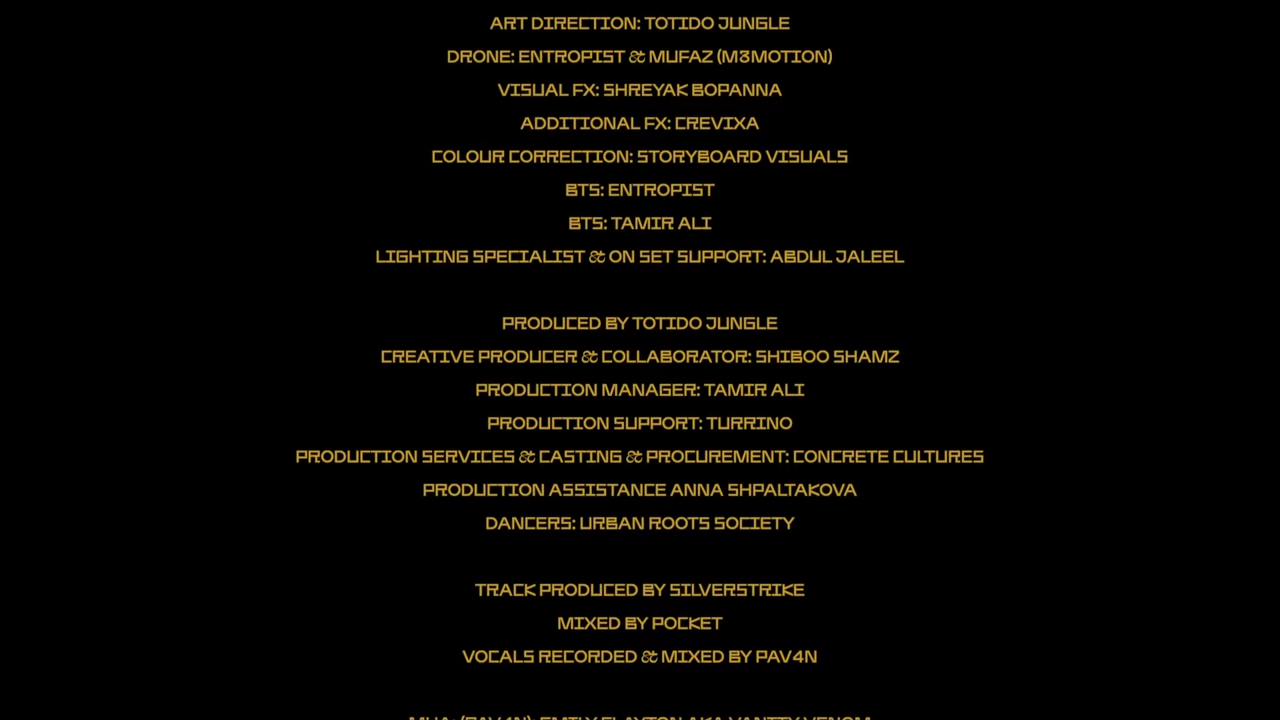 ART DIRECTION: TOTIDO JUNGLE
DRONE: ENTROPIST & MUFAZ (M3MOTION)
VISUAL FX: SHREYAK BOPANNA
ADDITIONAL FX: CREVIXA
COLOUR CORRECTION: STORYBOARD VISUALS
BTS: ENTROPIST
BTS: TAMIR ALI
LIGHTING SPECIALIST & ON SET SUPPORT: ABDUL JALEEL
PRODUCED BY TOTIDO JUNGLE
CREATIVE PRODUCER & COLLABORATOR: SHIBOO SHAMZ
PRODUCTION MANAGER: TAMIR ALI
PRODUCTION SUPPORT: TURRINO
PRODUCTION SERVICES & CASTING & PROCUREMENT: CONCRETE CULTURES
PRODUCTION ASSISTANCE ANNA SHPALTAKOVA
DANCERS: URBAN ROOTS SOCIETY
TRACK PRODUCED BY SILVERSTRIKE
MIXED BY POCKET
VOCALS RECORDED & MIXED BY PAV4N